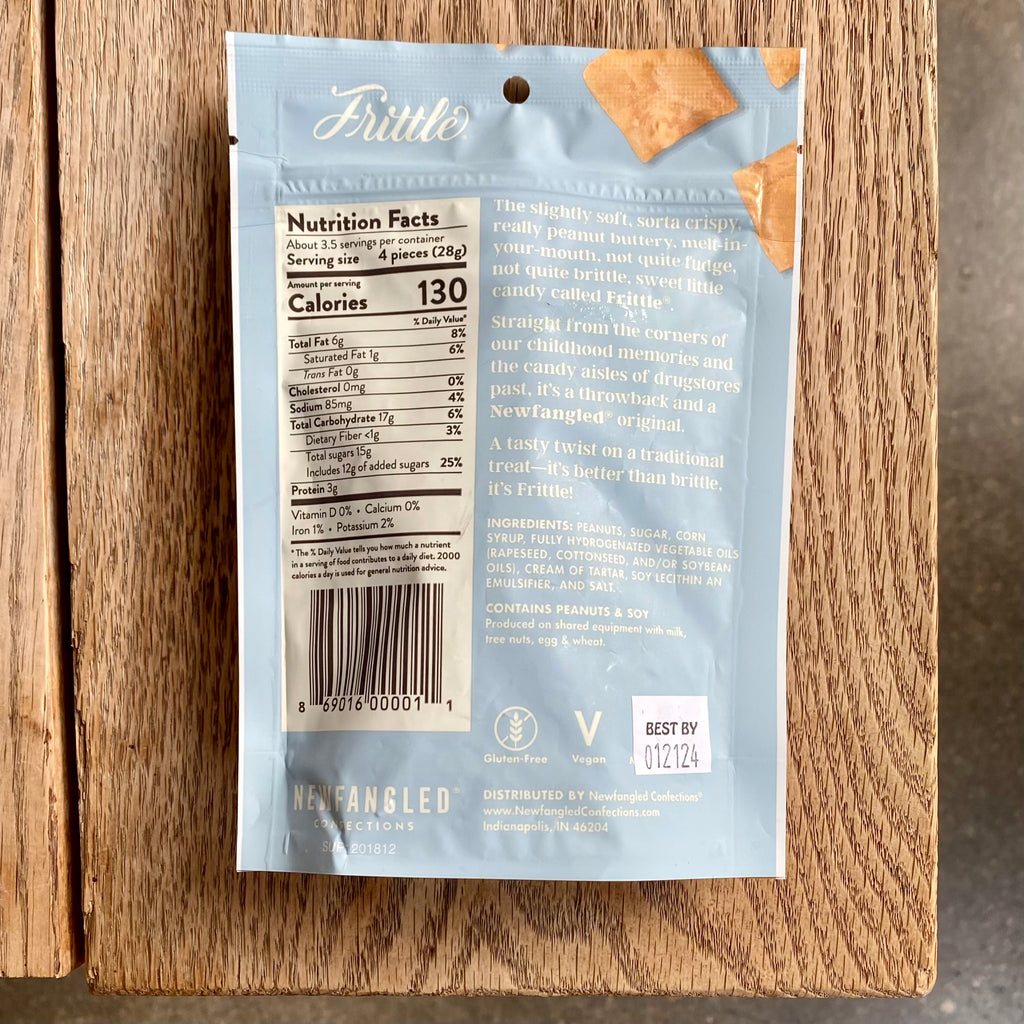 Frittle®
Nutrition Facts
About 3.5 servings per container
Serving size 4 pieces (28g)
Amount per serving
Calories 130
% Daily Value*
Total Fat 6g 8%
Saturated Fat 1g 6%
Trans Fat 0g
Cholesterol 0mg 0%
Sodium 85mg 4%
Total Carbohydrate 17g 6%
Dietary Fiber <1g 3%
Total sugars 15g
Includes 12g of added sugars 25%
Protein 3g
Vitamin D 0% • Calcium 0%
Iron 1% • Potassium 2%
* The % Daily Value tells you how much a nutrient
in a serving of food contributes to a daily diet. 2000
calories a day is used for general nutrition advice.
8 69016 00001 1
The slightly soft, sorta crispy,
really peanut buttery, melt-in-
your-mouth, not quite fudge,
not quite brittle, sweet little
candy called Frittle®
Straight from the corners of
our childhood memories and
the candy aisles of drugstores
past, it's a throwback and a
Newfangled® original.
A tasty twist on a traditional
treat—it's better than brittle,
it's Frittle!
INGREDIENTS: PEANUTS, SUGAR, CORN
SYRUP, FULLY HYDROGENATED VEGETABLE OILS
(RAPESEED, COTTONSEED, AND/OR SOYBEAN
OILS), CREAM OF TARTAR, SOY LECITHIN AN
EMULSIFIER, AND SALT.
CONTAINS PEANUTS & SOY
Produced on shared equipment with milk,
tree nuts, egg & wheat.
Gluten-Free
V
Vegan
BEST BY
012124
NEWFANGLED®
CONFECTIONS
SUP 201812
DISTRIBUTED BY Newfangled Confections®
www.NewfangledConfections.com
Indianapolis, IN 46204